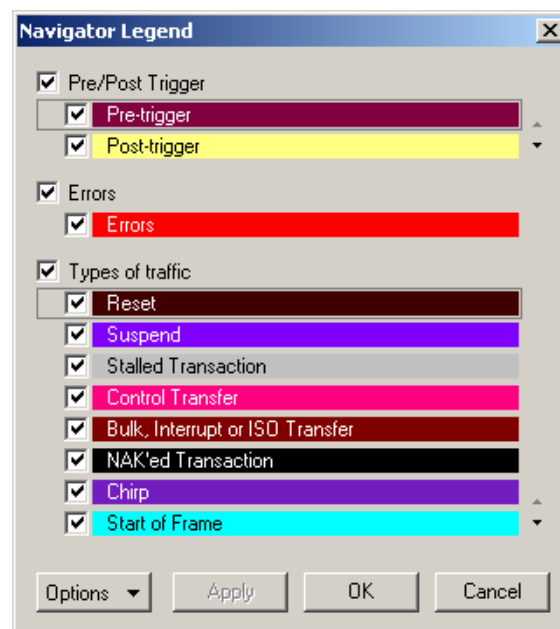 Navigator Legend
Pre/Post Trigger
Pre-trigger
Post-trigger
Errors
Errors
Types of traffic
Reset
Suspend
Stalled Transaction
Control Transfer
Bulk, Interrupt or ISO Transfer
NAK'ed Transaction
Chirp
Start of Frame
Options Apply OK Cancel